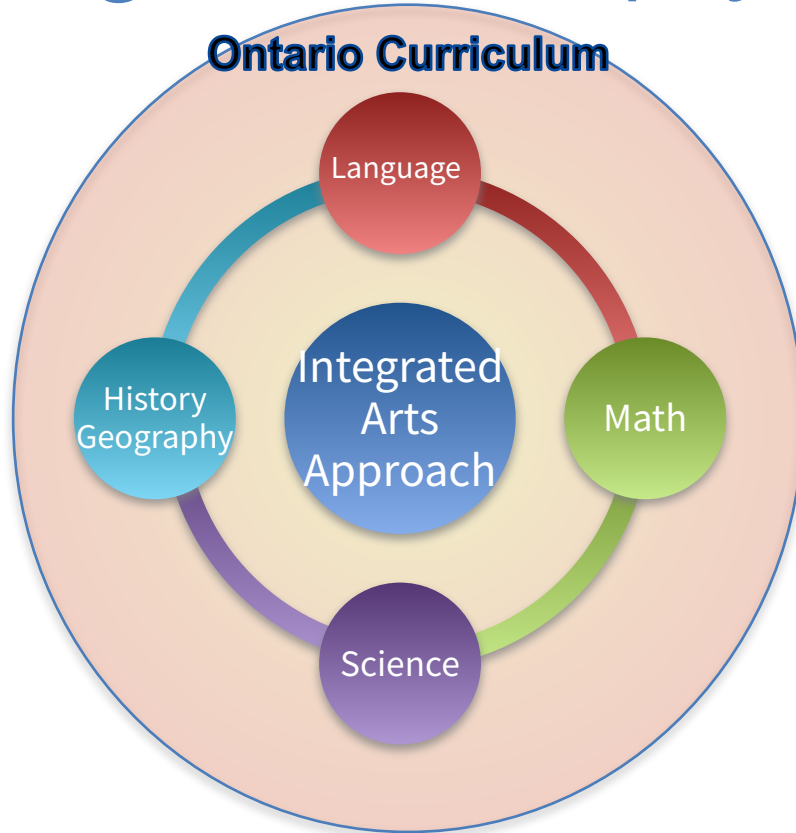 Ontario Curriculum
Language
History
Geography
Integrated
Arts
Approach
Math
Science